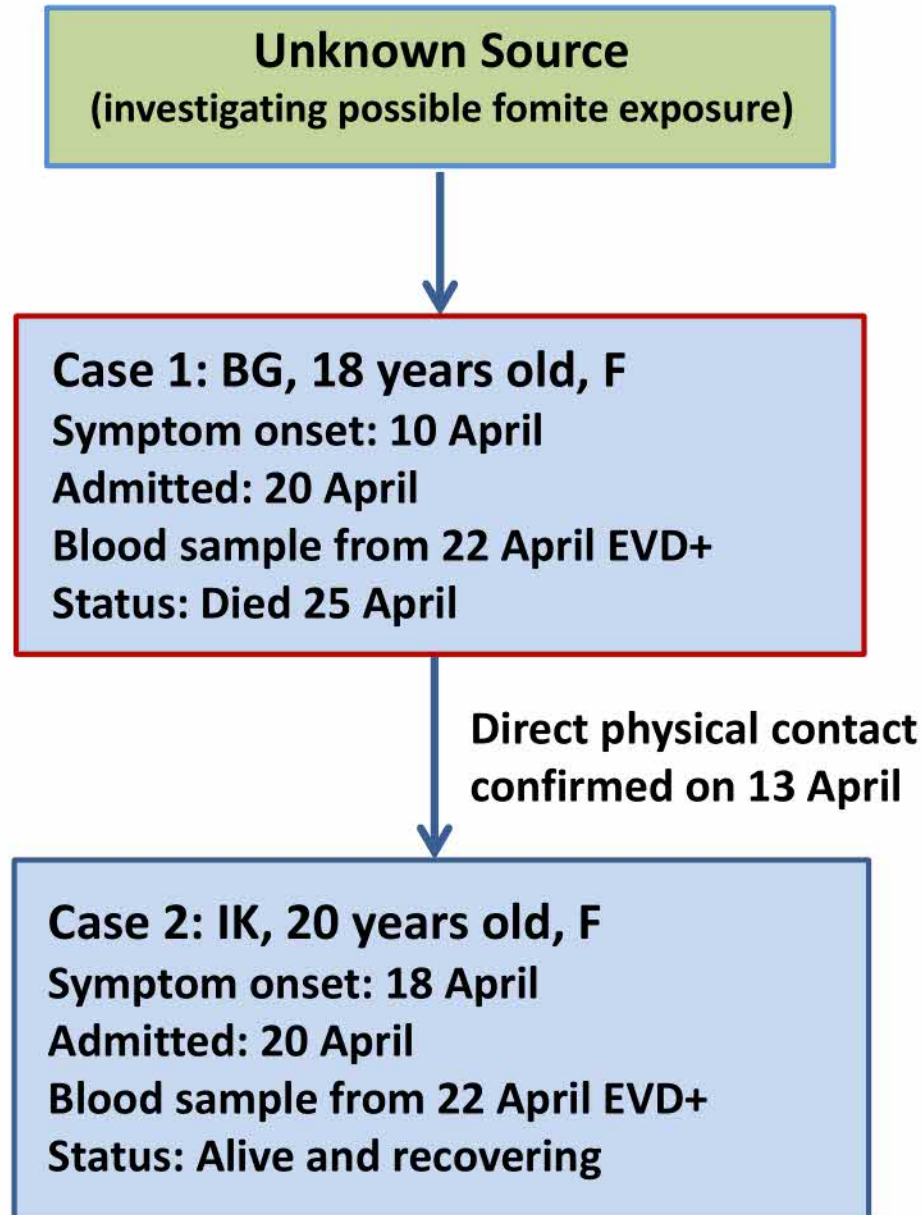 Unknown Source
(investigating possible fomite exposure)
Case 1: BG, 18 years old, F
Symptom onset: 10 April
Admitted: 20 April
Blood sample from 22 April EVD+
Status: Died 25 April
Direct physical contact
confirmed on 13 April
Case 2: IK, 20 years old, F
Symptom onset: 18 April
Admitted: 20 April
Blood sample from 22 April EVD+
Status: Alive and recovering